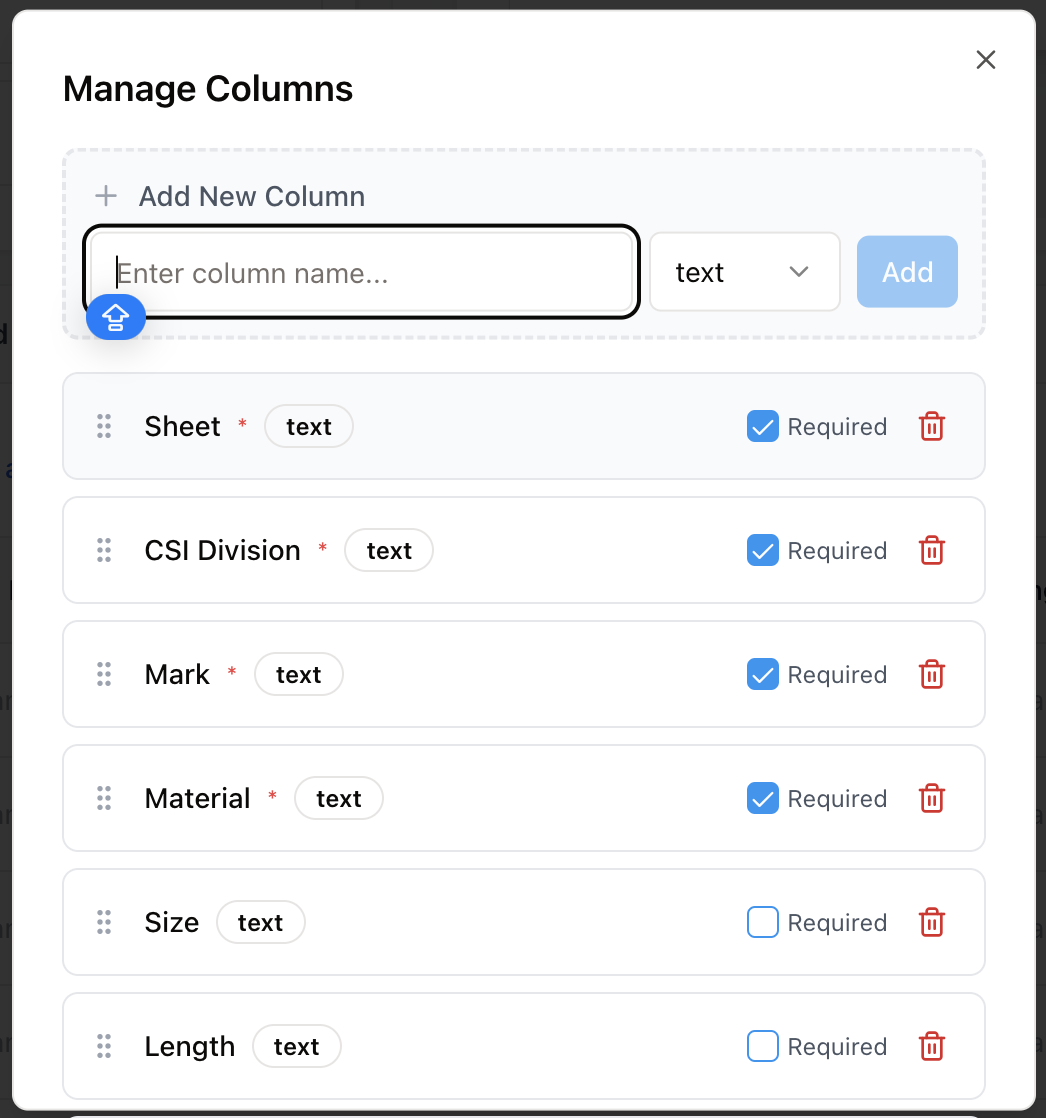 Manage Columns
Add New Column
Enter column name...
text
Add
Sheet * text Required
CSI Division * text Required
Mark * text Required
Material * text Required
Size text Required
Length text Required